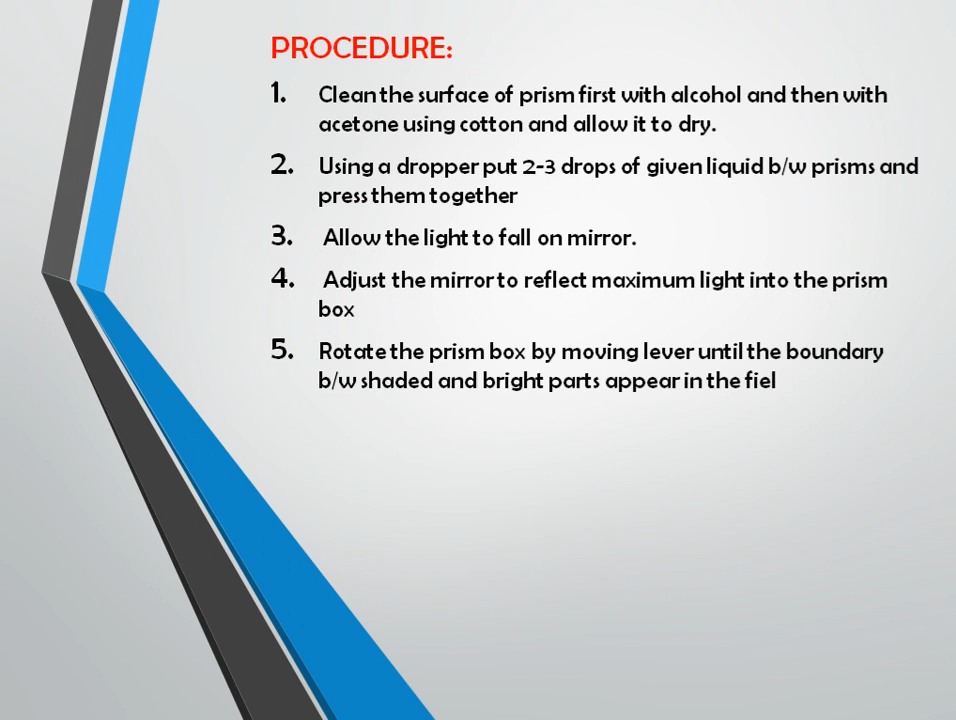 PROCEDURE:
1. Clean the surface of prism first with alcohol and then with
acetone using cotton and allow it to dry.
2. Using a dropper put 2-3 drops of given liquid b/w prisms and
press them together
3. Allow the light to fall on mirror.
4. Adjust the mirror to reflect maximum light into the prism
box
5. Rotate the prism box by moving lever until the boundary
b/w shaded and bright parts appear in the fiel